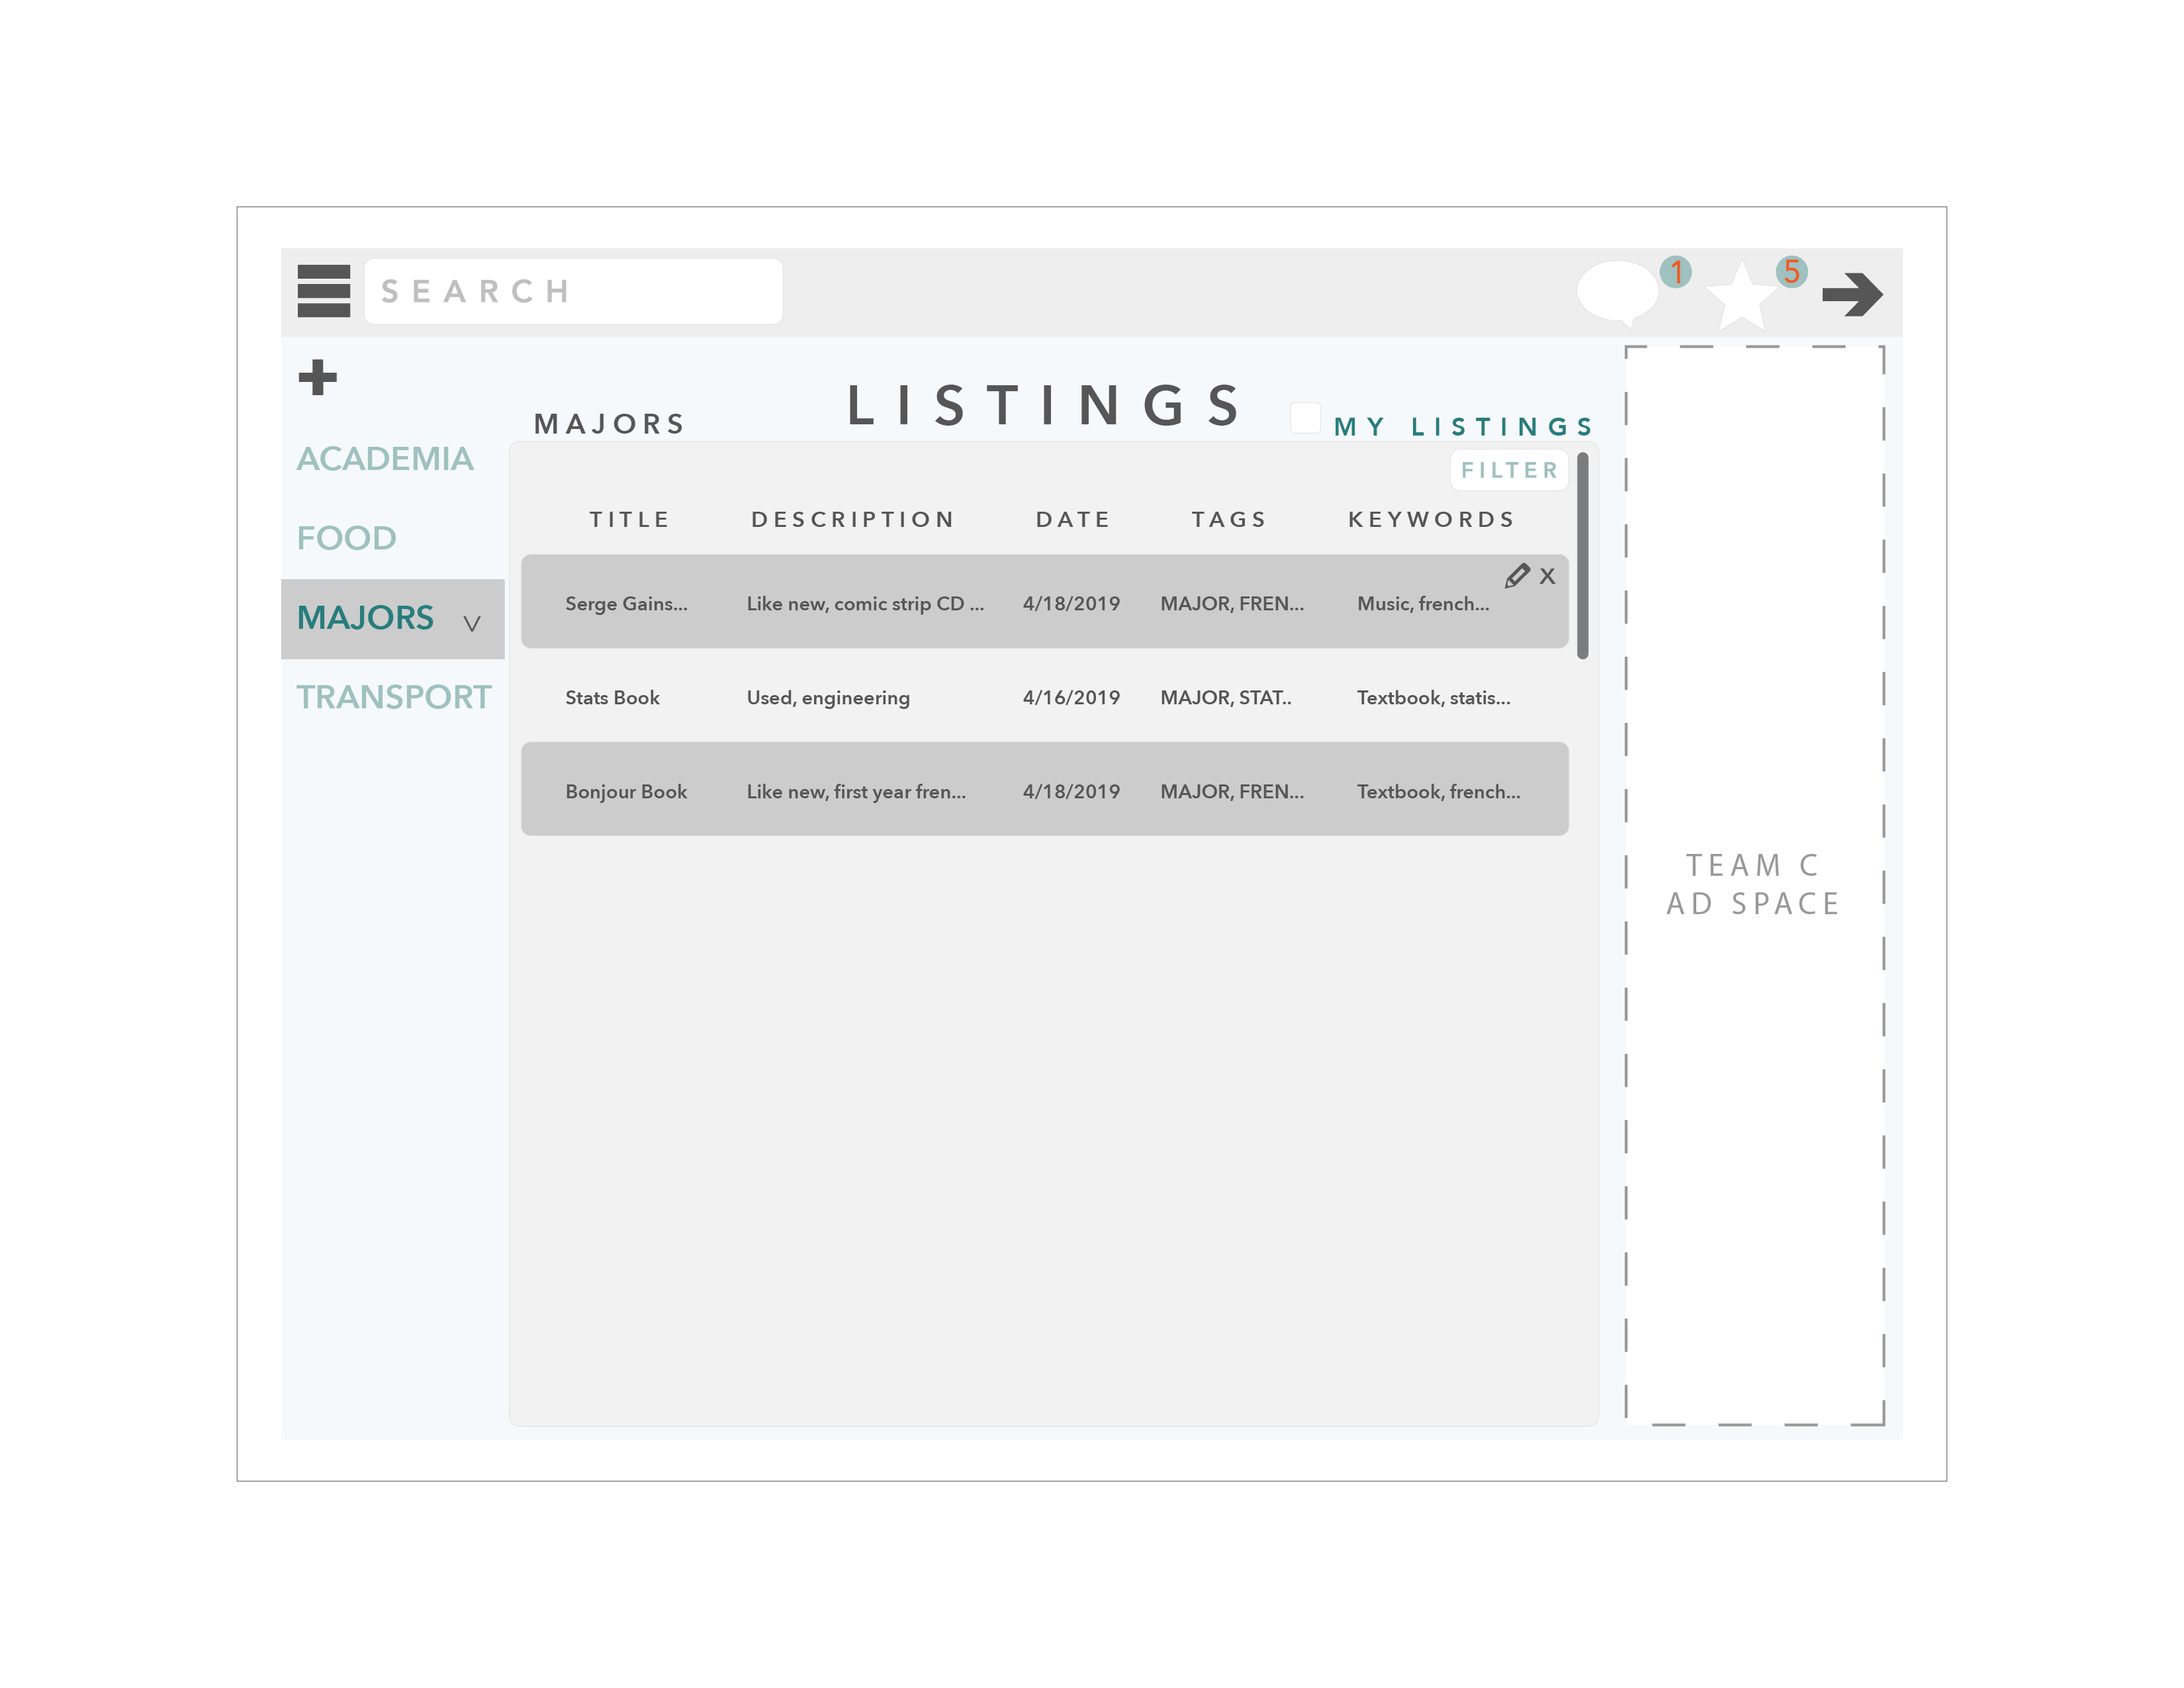 SEARCH
1
5
LISTINGS
MAJORS
MY LISTINGS
ACADEMIA
FOOD
MAJORS V
TRANSPORT
FILTER
TITLE DESCRIPTION DATE TAGS KEYWORDS
X
Serge Gains... Like new, comic strip CD ... 4/18/2019 MAJOR, FREN... Music, french...
Stats Book Used, engineering 4/16/2019 MAJOR, STAT.. Textbook, statis...
Bonjour Book Like new, first year fren... 4/18/2019 MAJOR, FREN... Textbook, french...
TEAM C
AD SPACE